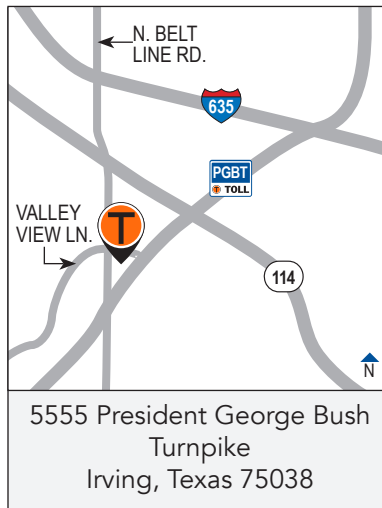 N. BELT
LINE RD.
635
PGBT
T TOLL
VALLEY
VIEW LN.
T
114
N
5555 President George Bush
Turnpike
Irving, Texas 75038